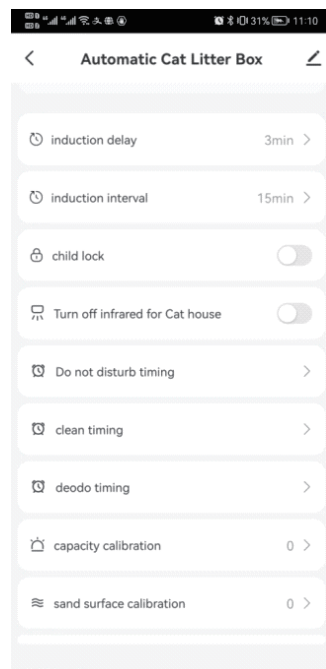 31% 11:10
Automatic Cat Litter Box
induction delay 3min
induction interval 15min
child lock
Turn off infrared for Cat house
Do not disturb timing
clean timing
deodo timing
capacity calibration 0
sand surface calibration 0